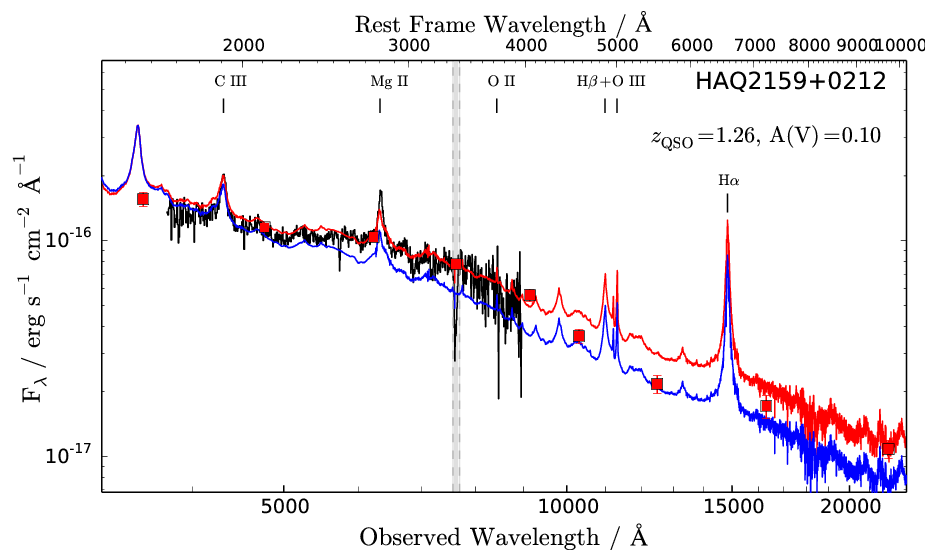 Rest Frame Wavelength / Å
2000 3000 4000 5000 6000 7000 8000 9000 10000
HAQ2159+0212
C III Mg II O II Hβ+O III
z_QSO=1.26, A(V)=0.10
Hα
F_λ / erg s⁻¹ cm⁻² Å⁻¹
10⁻¹⁶
10⁻¹⁷
5000 10000 15000 20000
Observed Wavelength / Å